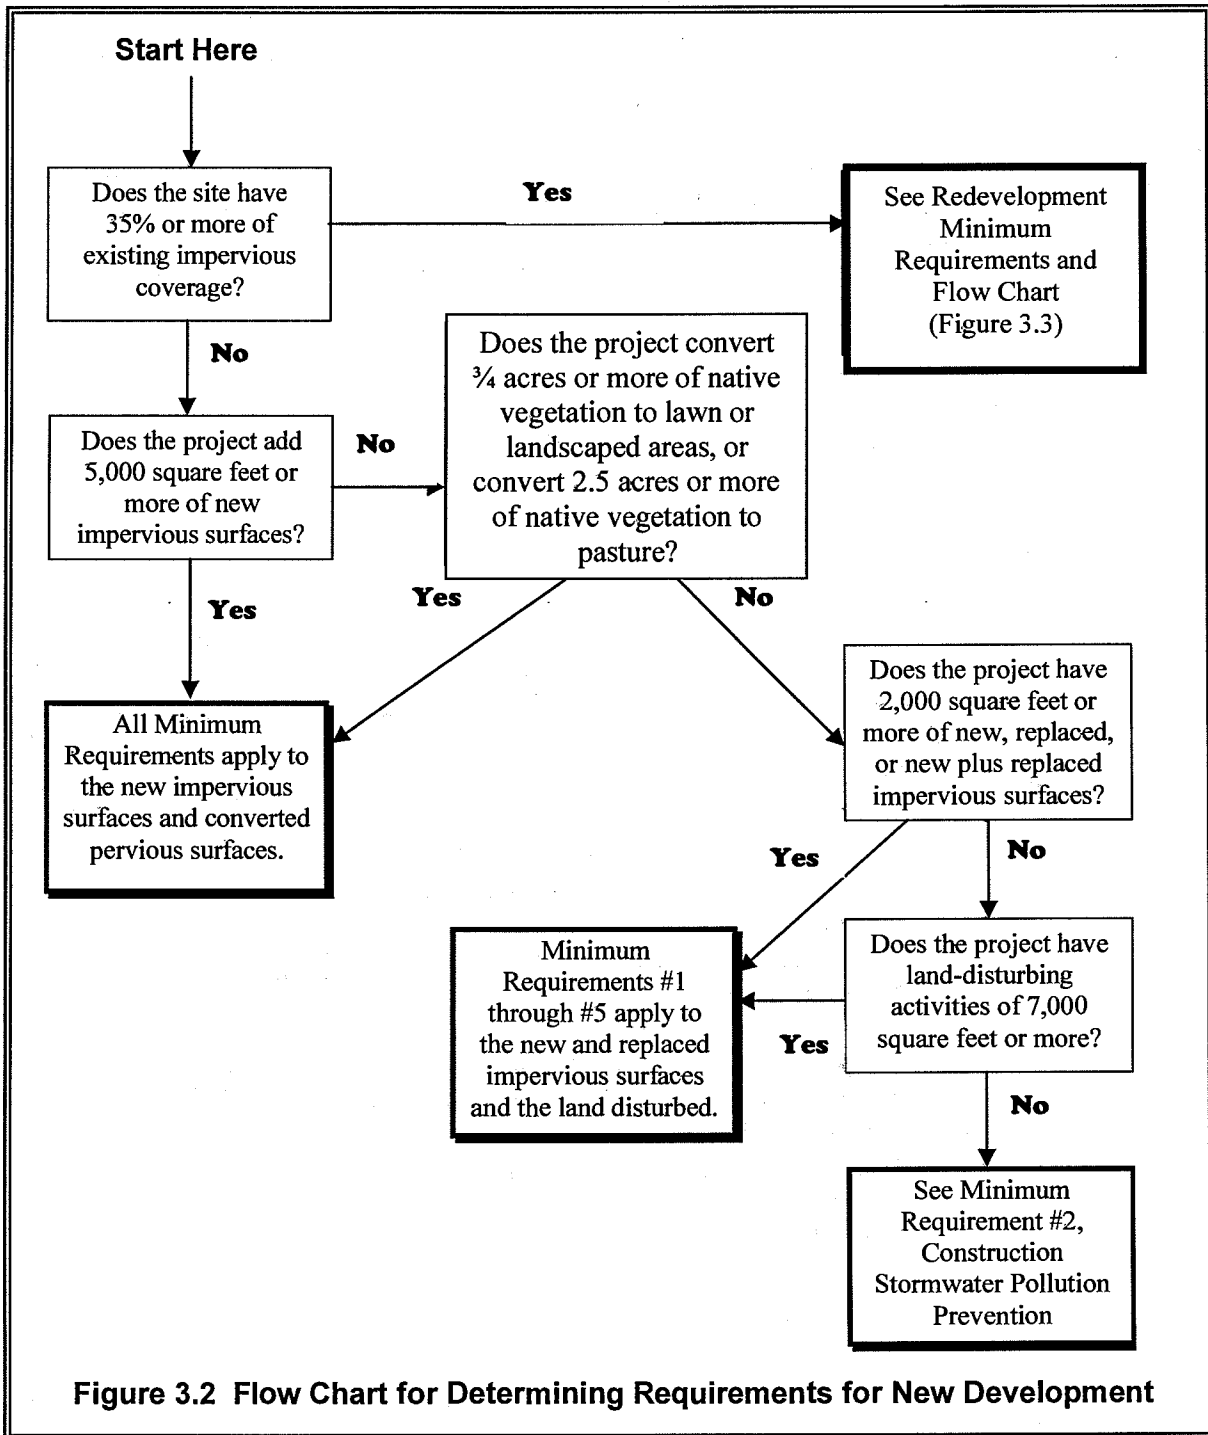 Start Here
Does the site have
35% or more of
existing impervious
coverage?
Yes
See Redevelopment
Minimum
Requirements and
Flow Chart
(Figure 3.3)
No
Does the project convert
¾ acres or more of native
vegetation to lawn or
landscaped areas, or
convert 2.5 acres or more
of native vegetation to
pasture?
Does the project add
5,000 square feet or
more of new
impervious surfaces?
No
Yes
Yes
No
All Minimum
Requirements apply to
the new impervious
surfaces and converted
pervious surfaces.
Does the project have
2,000 square feet or
more of new, replaced,
or new plus replaced
impervious surfaces?
Yes
No
Minimum
Requirements #1
through #5 apply to
the new and replaced
impervious surfaces
and the land disturbed.
Does the project have
land-disturbing
activities of 7,000
square feet or more?
Yes
No
See Minimum
Requirement #2,
Construction
Stormwater Pollution
Prevention
Figure 3.2 Flow Chart for Determining Requirements for New Development